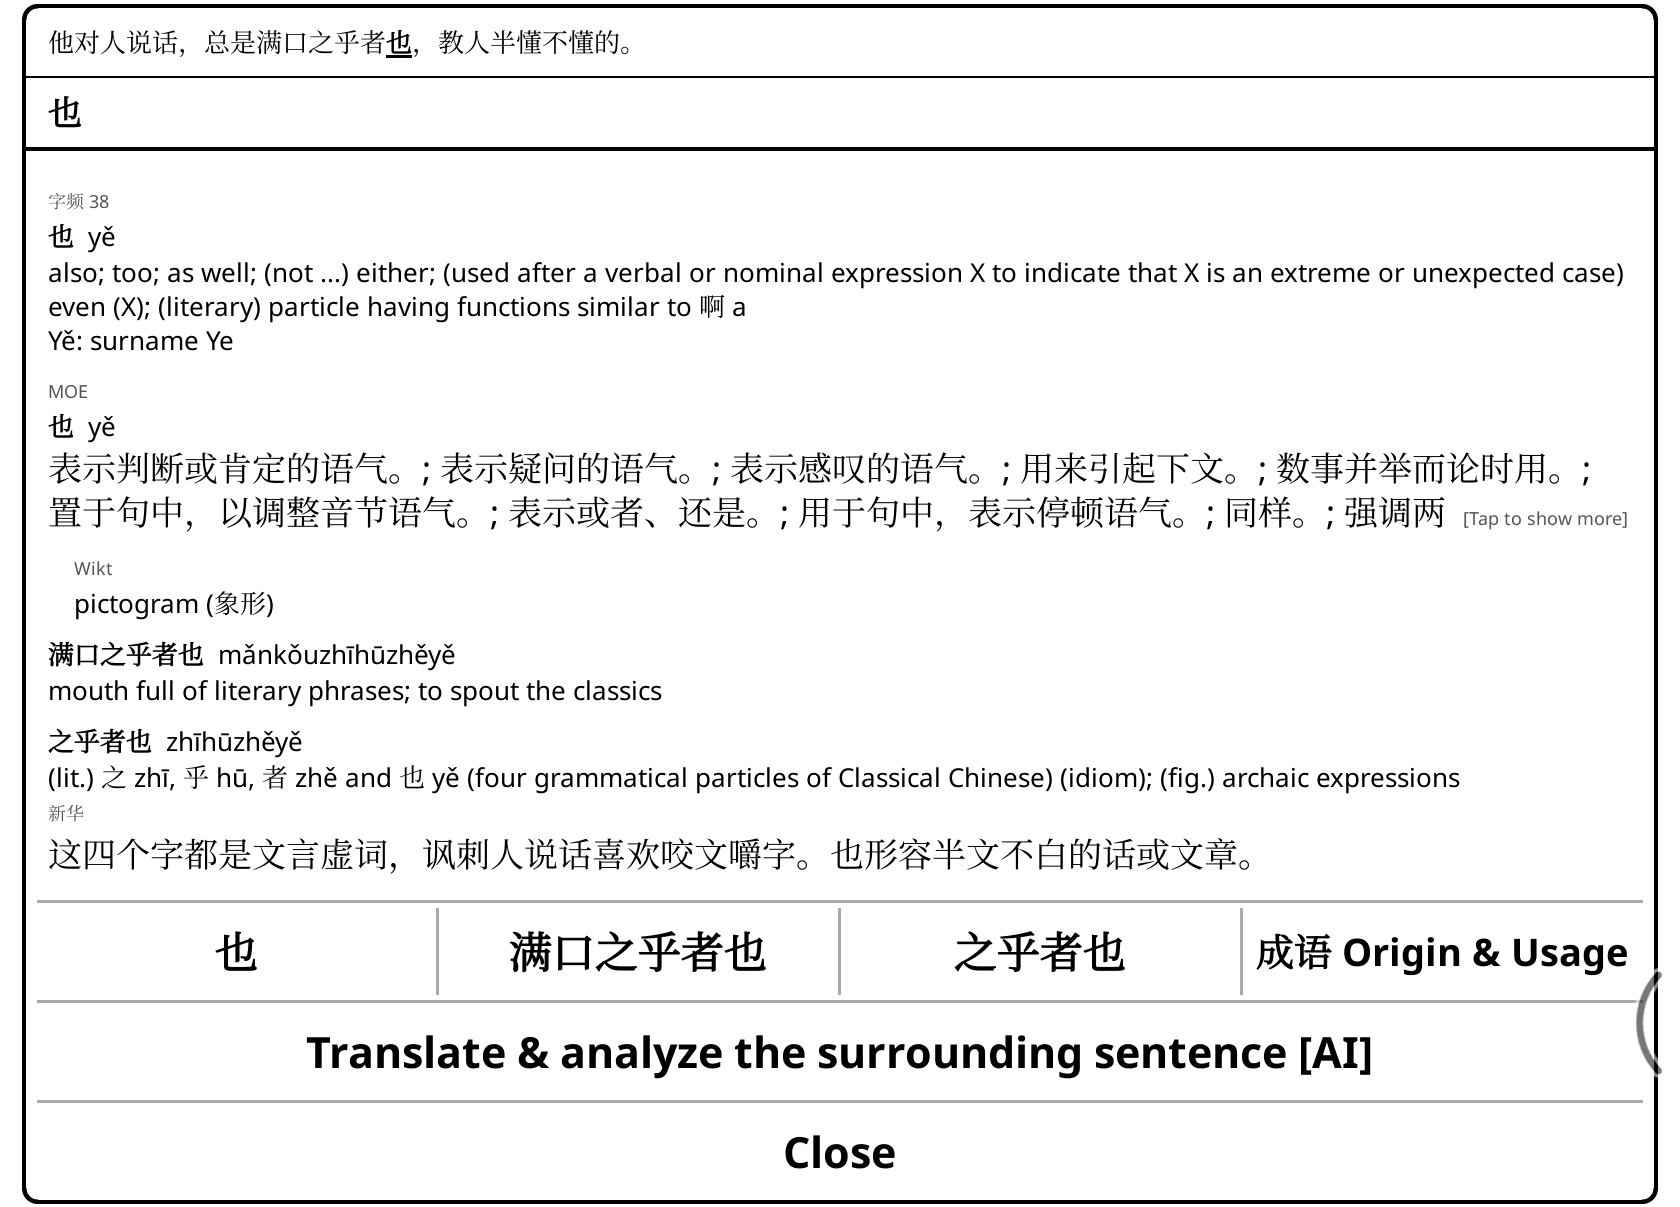 他对人说话，总是满口之乎者也，教人半懂不懂的。
也
字频 38
也 yě
also; too; as well; (not ...) either; (used after a verbal or nominal expression X to indicate that X is an extreme or unexpected case)
even (X); (literary) particle having functions similar to 啊 a
Yě: surname Ye
MOE
也 yě
表示判断或肯定的语气。; 表示疑问的语气。; 表示感叹的语气。; 用来引起下文。; 数事并举而论时用。;
置于句中，以调整音节语气。; 表示或者、还是。; 用于句中，表示停顿语气。; 同样。; 强调两 [Tap to show more]
Wikt
pictogram (象形)
满口之乎者也 mǎnkǒuzhīhūzhěyě
mouth full of literary phrases; to spout the classics
之乎者也 zhīhūzhěyě
(lit.) 之 zhī, 乎 hū, 者 zhě and 也 yě (four grammatical particles of Classical Chinese) (idiom); (fig.) archaic expressions
新华
这四个字都是文言虚词，讽刺人说话喜欢咬文嚼字。也形容半文不白的话或文章。
也 满口之乎者也 之乎者也 成语 Origin & Usage
Translate & analyze the surrounding sentence [AI]
Close